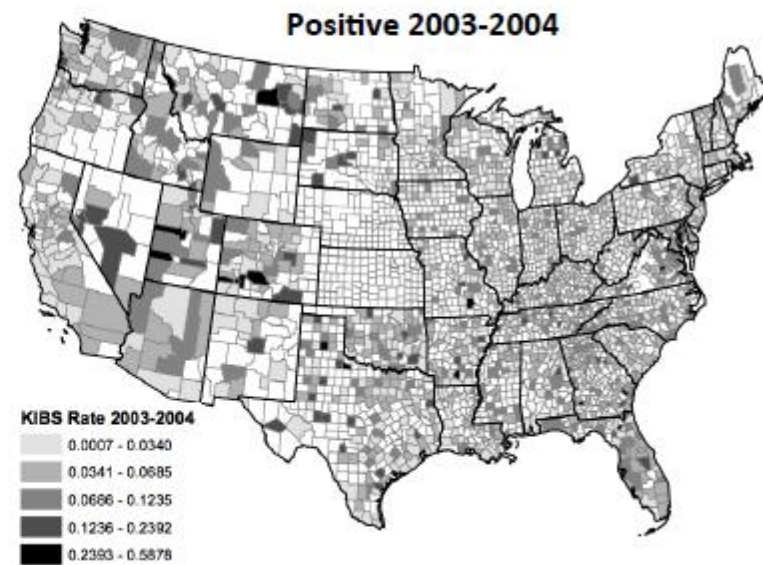 Positive 2003-2004
KIBS Rate 2003-2004
0.0007 - 0.0340
0.0341 - 0.0685
0.0686 - 0.1235
0.1236 - 0.2392
0.2393 - 0.5878